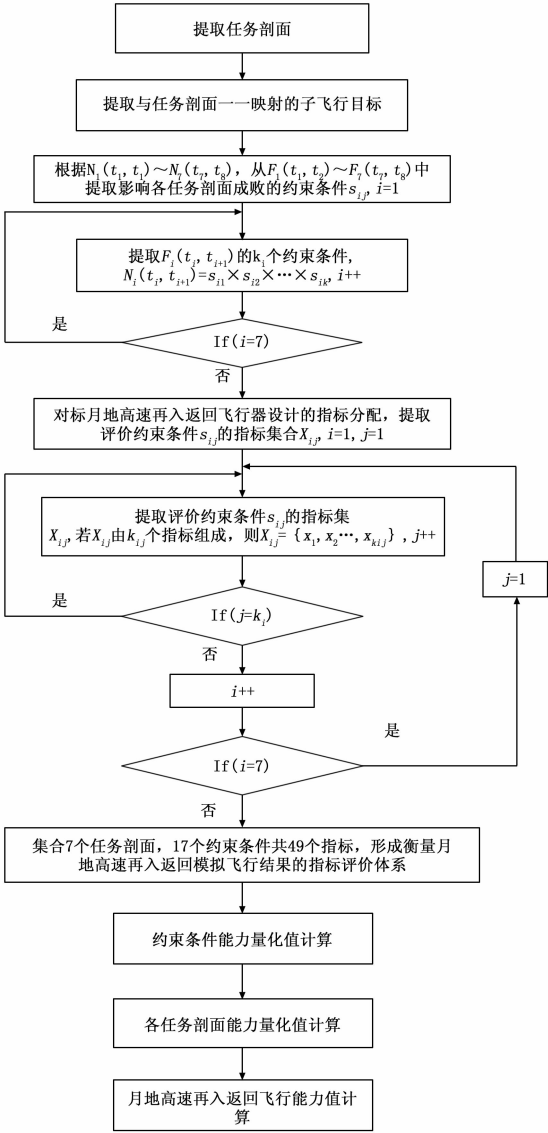 提取任务剖面
提取与任务剖面一一映射的子飞行目标
根据N1(t1,t1)～N7(t7,t8), 从F1(t1,t2)～F7(t7,t8)中
提取影响各任务剖面成败的约束条件sij, i=1
提取Fi(ti,ti+1)的ki个约束条件,
Ni(ti,ti+1)=si1×si2×…×sik, i++
是
If(i=7)
否
对标月地高速再入返回飞行器设计的指标分配，提取
评价约束条件sij的指标集合Xij, i=1, j=1
提取评价约束条件sij的指标集
Xij,若Xij由kij个指标组成，则Xij={x1,x2…,xkij}, j++
j=1
是
If(j=ki)
否
i++
是
If(i=7)
否
集合7个任务剖面，17个约束条件共49个指标，形成衡量月
地高速再入返回模拟飞行结果的指标评价体系
约束条件能力量化值计算
各任务剖面能力量化值计算
月地高速再入返回飞行能力值计
算